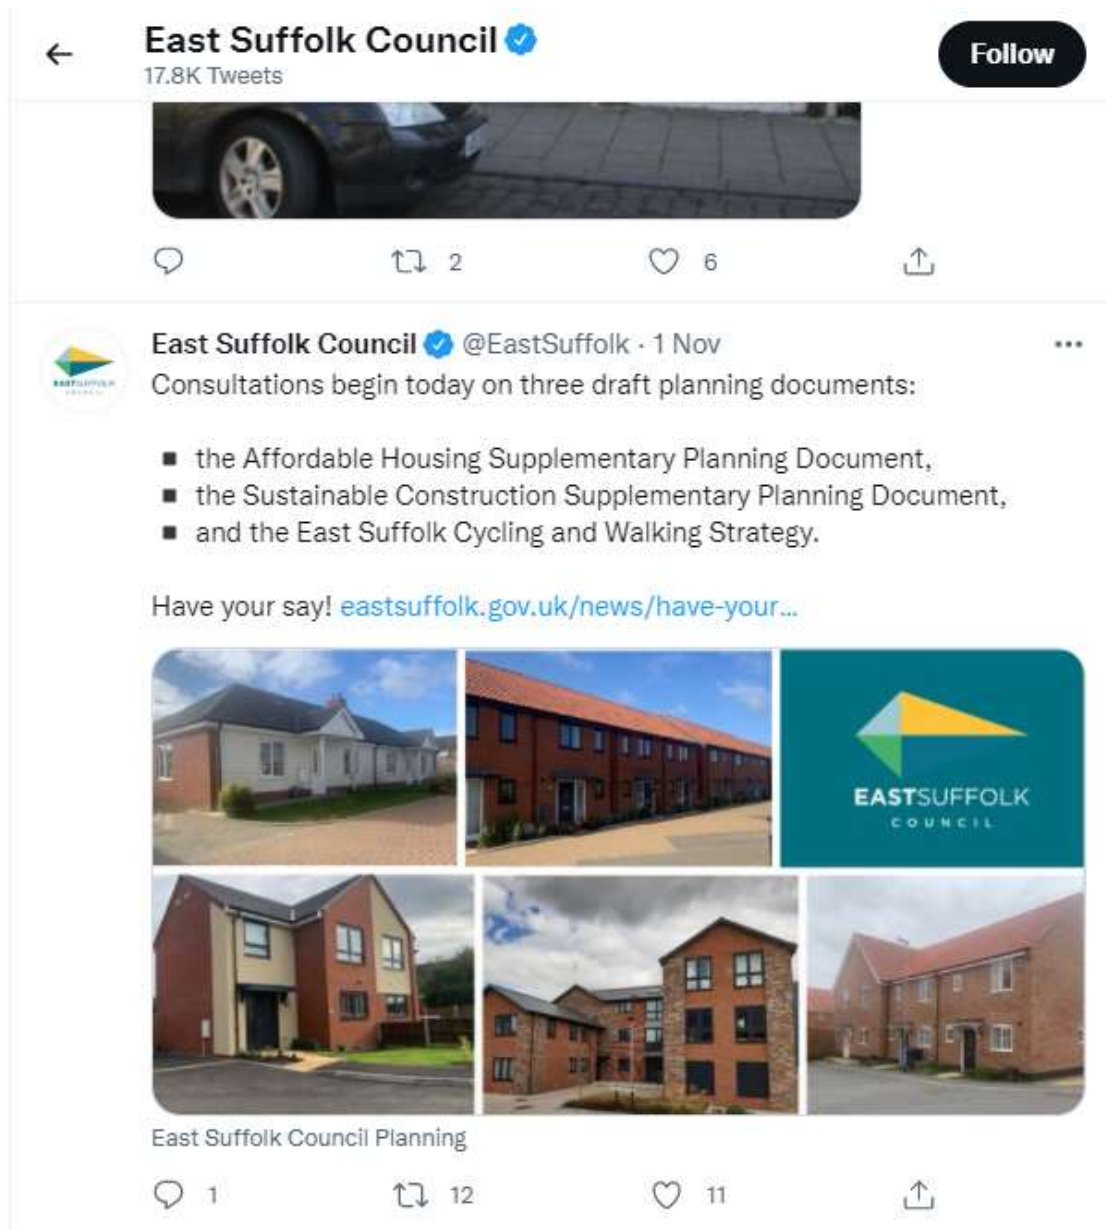 East Suffolk Council
17.8K Tweets
Follow
2
6
East Suffolk Council @EastSuffolk · 1 Nov
Consultations begin today on three draft planning documents:
▪ the Affordable Housing Supplementary Planning Document,
▪ the Sustainable Construction Supplementary Planning Document,
▪ and the East Suffolk Cycling and Walking Strategy.
Have your say! eastsuffolk.gov.uk/news/have-your...
EASTSUFFOLK
COUNCIL
EASTSUFFOLK
COUNCIL
East Suffolk Council Planning
1
12
11